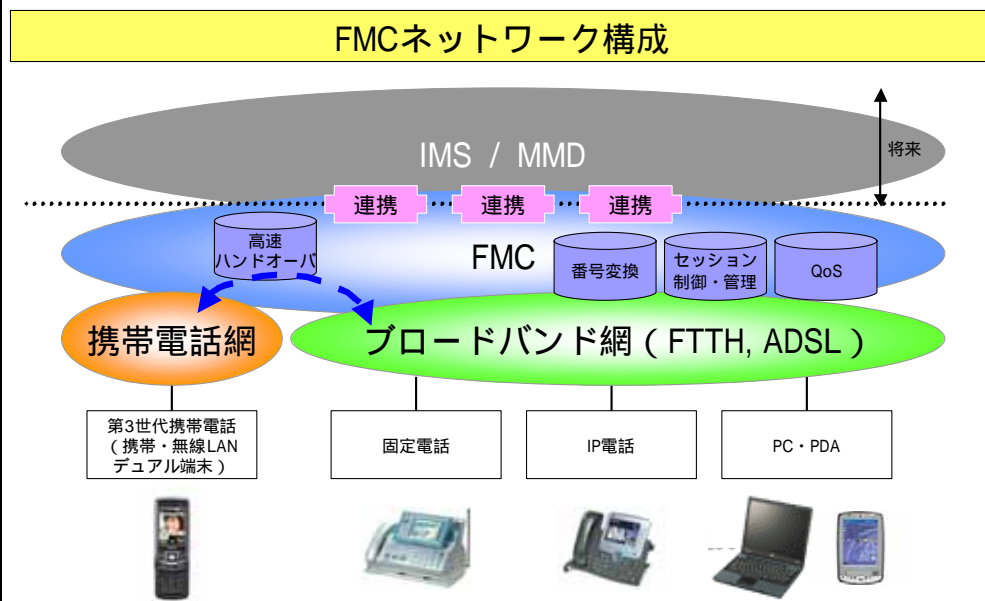 FMCネットワーク構成
IMS / MMD
将来
連携
連携
連携
高速
ハンドオーバ
FMC
番号変換
セッション
制御・管理
QoS
携帯電話網
ブロードバンド網（FTTH, ADSL）
第3世代携帯電話
（携帯・無線LAN
デュアル端末）
固定電話
IP電話
PC・PDA